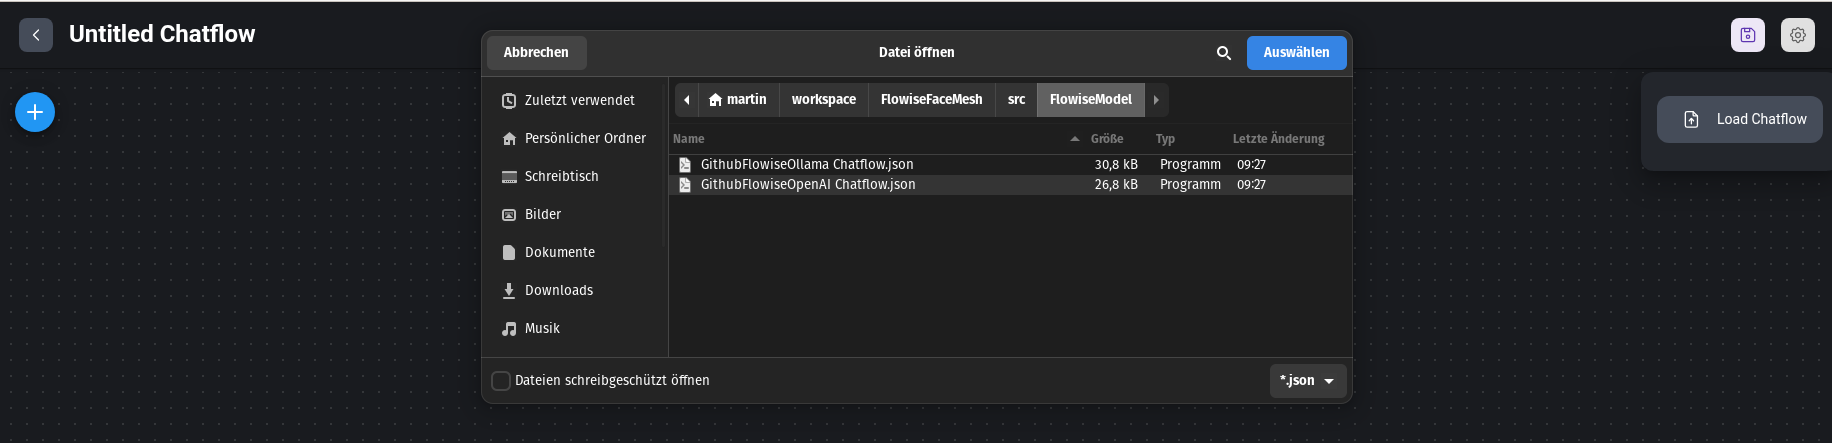 Untitled Chatflow
Abbrechen
Datei öffnen
Auswählen
Zuletzt verwendet
Persönlicher Ordner
Schreibtisch
Bilder
Dokumente
Downloads
Musik
martin workspace FlowiseFaceMesh src FlowiseModel
Name Größe Typ Letzte Änderung
GithubFlowiseOllama Chatflow.json 30,8 kB Programm 09:27
GithubFlowiseOpenAI Chatflow.json 26,8 kB Programm 09:27
Dateien schreibgeschützt öffnen
*.json
Load Chatflow